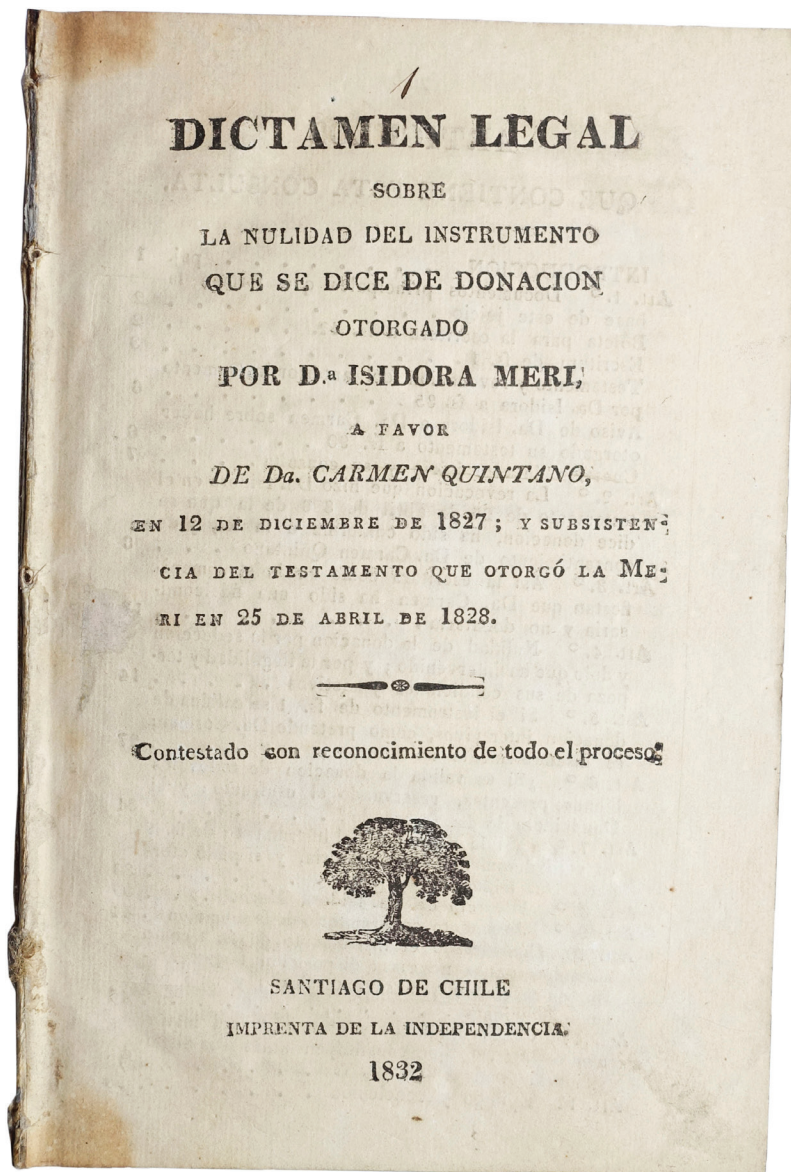 1
DICTAMEN LEGAL
SOBRE
LA NULIDAD DEL INSTRUMENTO
QUE SE DICE DE DONACION
OTORGADO
POR D.ª ISIDORA MERI,
A FAVOR
DE Da. CARMEN QUINTANO,
EN 12 DE DICIEMBRE DE 1827; Y SUBSISTEN-
CIA DEL TESTAMENTO QUE OTORGÓ LA ME-
RI EN 25 DE ABRIL DE 1828.
Contestado con reconocimiento de todo el proceso.
SANTIAGO DE CHILE
IMPRENTA DE LA INDEPENDENCIA.
1832